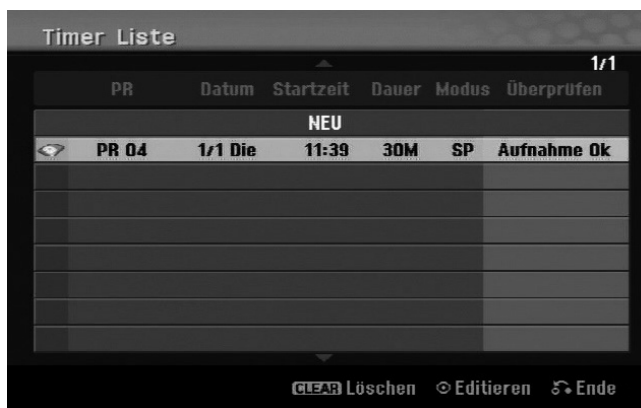 Timer Liste
1/1
PR Datum Startzeit Dauer Modus Überprüfen
NEU
PR 04 1/1 Die 11:39 30M SP Aufnahme Ok
CLEAR Löschen Editieren Ende